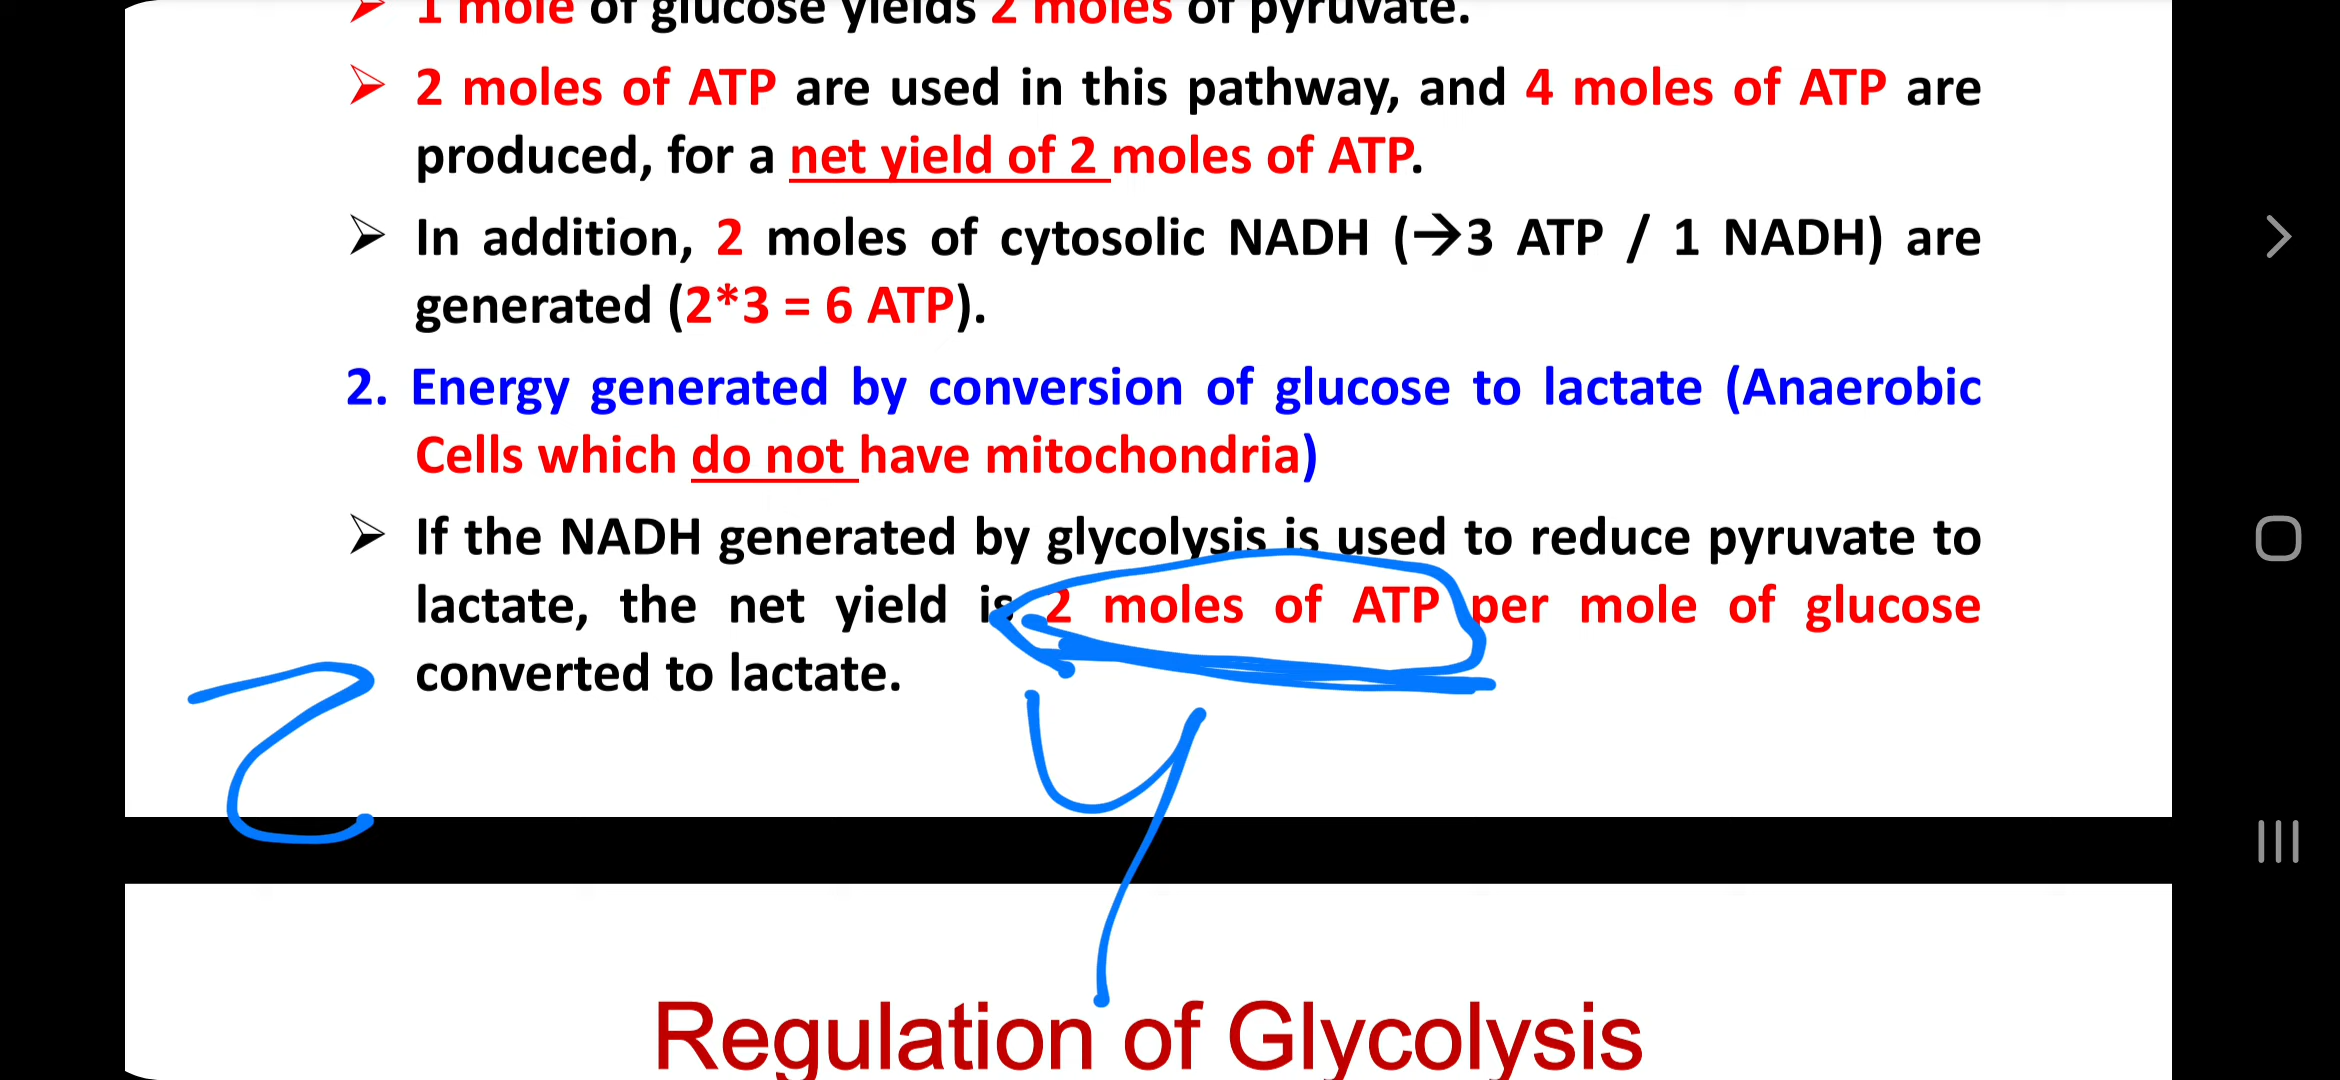 ➢ 1 mole of glucose yields 2 moles of pyruvate.
➢ 2 moles of ATP are used in this pathway, and 4 moles of ATP are
produced, for a net yield of 2 moles of ATP.
➢ In addition, 2 moles of cytosolic NADH (→3 ATP / 1 NADH) are
generated (2*3 = 6 ATP).
2. Energy generated by conversion of glucose to lactate (Anaerobic
Cells which do not have mitochondria)
➢ If the NADH generated by glycolysis is used to reduce pyruvate to
lactate, the net yield is 2 moles of ATP per mole of glucose
converted to lactate.
2 4
Regulation of Glycolysis